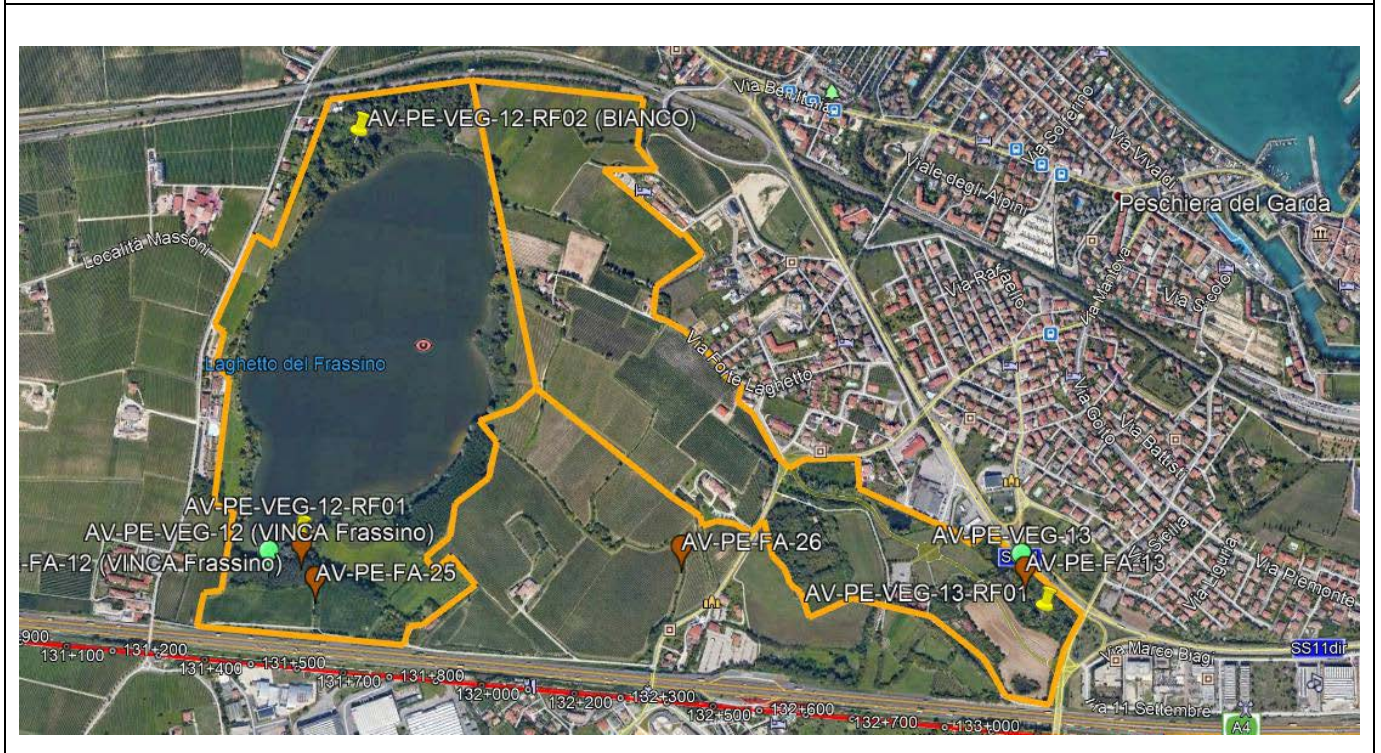 AV-PE-VEG-12-RF02 (BIANCO)
Via Bell'Italia
Via Solferino
Via Vivaldi
Viale degli Alpini
Peschiera del Garda
Località Massoni
Via Rafaello
Via Mantova
Via Scolo
Laghetto del Frassino
Via Forte Laghetto
Via Goito
Via Battisti
AV-PE-VEG-12-RF01
AV-PE-VEG-12 (VINCA Frassino)
-FA-12 (VINCA.Frassino)
AV-PE-FA-25
AV-PE-FA-26
AV-PE-VEG-13
AV-PE-FA-13
AV-PE-VEG-13-RF01
Via Stella
Via Liguria
Via Piemonte
900
131+100
131+200
131+400
131+500
131+700
131+800
132+000
132+200
132+300
132+500
132+600
132+700
133+000
Via Marco Biagi
SS11dir
11 Settembre
A4